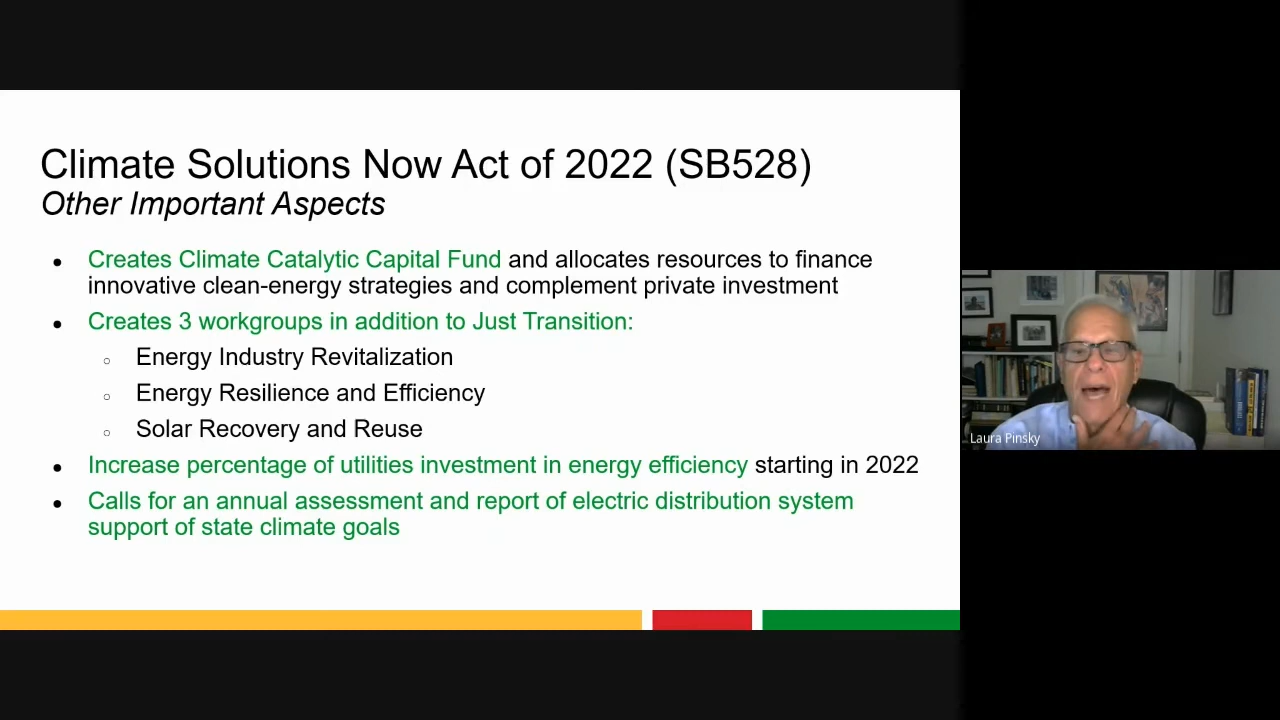 Climate Solutions Now Act of 2022 (SB528)
Other Important Aspects
● Creates Climate Catalytic Capital Fund and allocates resources to finance
innovative clean-energy strategies and complement private investment
● Creates 3 workgroups in addition to Just Transition:
○ Energy Industry Revitalization
○ Energy Resilience and Efficiency
○ Solar Recovery and Reuse
● Increase percentage of utilities investment in energy efficiency starting in 2022
● Calls for an annual assessment and report of electric distribution system
support of state climate goals
Laura Pinsky